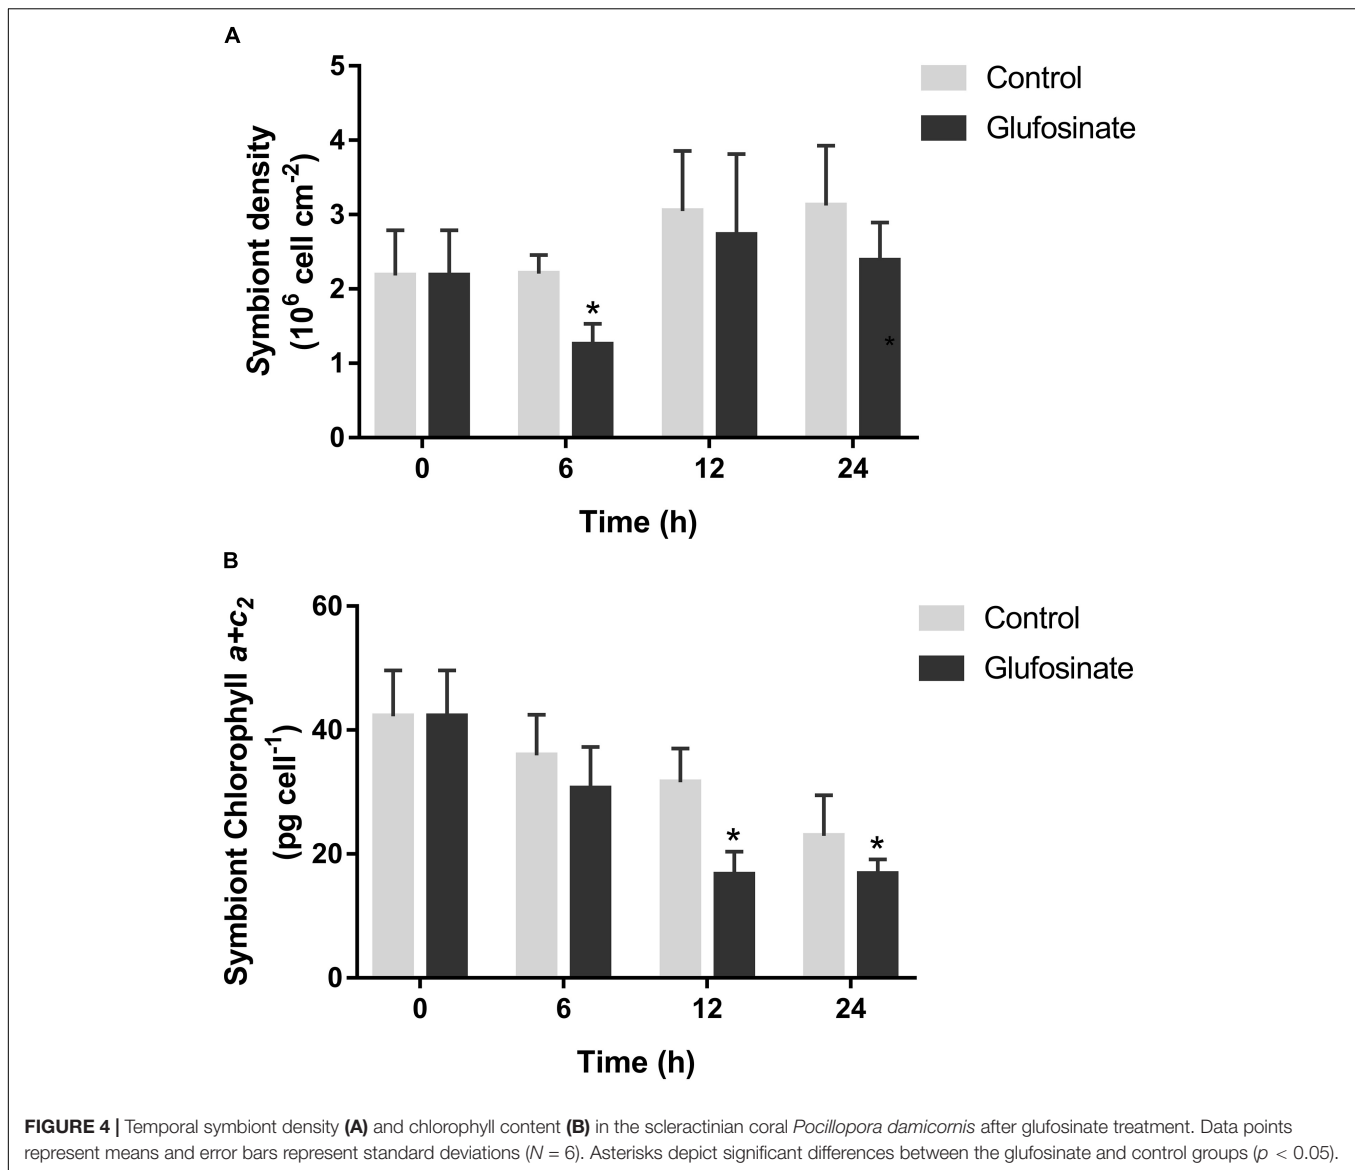 A
5
4
3
2
1
0
Symbiont density
(10⁶ cell cm⁻²)
Control
Glufosinate
*
*
0 6 12 24
Time (h)
B
60
40
20
0
Symbiont Chlorophyll a+c₂
(pg cell⁻¹)
Control
Glufosinate
*
*
0 6 12 24
Time (h)
FIGURE 4 | Temporal symbiont density (A) and chlorophyll content (B) in the scleractinian coral Pocillopora damicornis after glufosinate treatment. Data points
represent means and error bars represent standard deviations (N = 6). Asterisks depict significant differences between the glufosinate and control groups (p < 0.05).